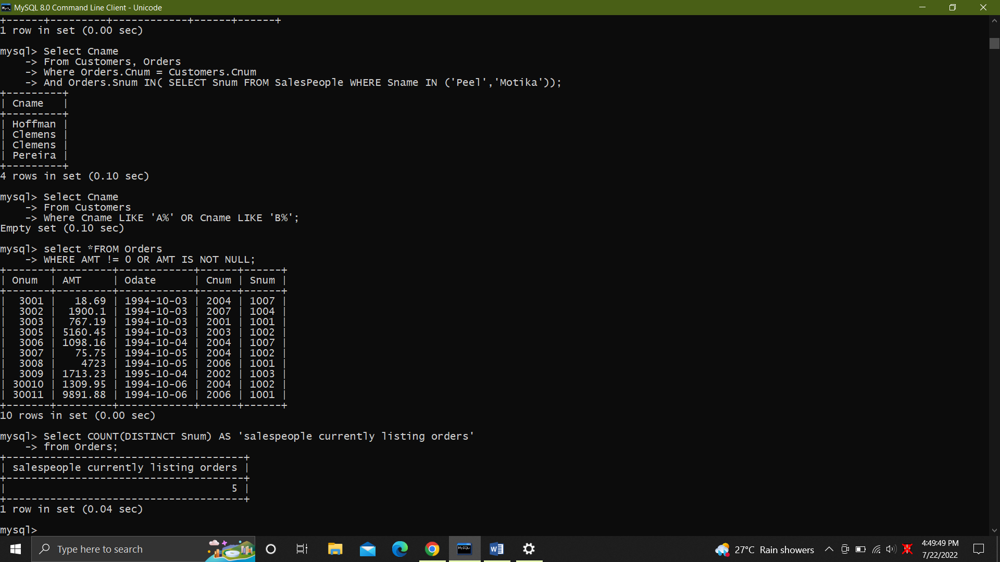 MySQL 8.0 Command Line Client - Unicode
+------+---------+------------+------+------+
1 row in set (0.00 sec)
mysql> Select Cname
    -> From Customers, Orders
    -> Where Orders.Cnum = Customers.Cnum
    -> And Orders.Snum IN( SELECT Snum FROM SalesPeople WHERE Sname IN ('Peel','Motika'));
+---------+
| Cname   |
+---------+
| Hoffman |
| Clemens |
| Clemens |
| Pereira |
+---------+
4 rows in set (0.10 sec)
mysql> Select Cname
    -> From Customers
    -> Where Cname LIKE 'A%' OR Cname LIKE 'B%';
Empty set (0.10 sec)
mysql> select *FROM Orders
    -> WHERE AMT != 0 OR AMT IS NOT NULL;
+-------+---------+------------+------+------+
| Onum  | AMT     | Odate      | Cnum | Snum |
+-------+---------+------------+------+------+
|  3001 |   18.69 | 1994-10-03 | 2004 | 1007 |
|  3002 |  1900.1 | 1994-10-03 | 2007 | 1004 |
|  3003 |  767.19 | 1994-10-03 | 2001 | 1001 |
|  3005 | 5160.45 | 1994-10-03 | 2003 | 1002 |
|  3006 | 1098.16 | 1994-10-04 | 2004 | 1007 |
|  3007 |   75.75 | 1994-10-05 | 2004 | 1002 |
|  3008 |    4723 | 1994-10-05 | 2006 | 1001 |
|  3009 | 1713.23 | 1995-10-04 | 2002 | 1003 |
| 30010 | 1309.95 | 1994-10-06 | 2004 | 1002 |
| 30011 | 9891.88 | 1994-10-06 | 2006 | 1001 |
+-------+---------+------------+------+------+
10 rows in set (0.00 sec)
mysql> Select COUNT(DISTINCT Snum) AS 'salespeople currently listing orders'
    -> from Orders;
+--------------------------------------+
| salespeople currently listing orders |
+--------------------------------------+
|                                    5 |
+--------------------------------------+
1 row in set (0.04 sec)
mysql>
Type here to search
27°C Rain showers
4:49:49 PM
7/22/2022